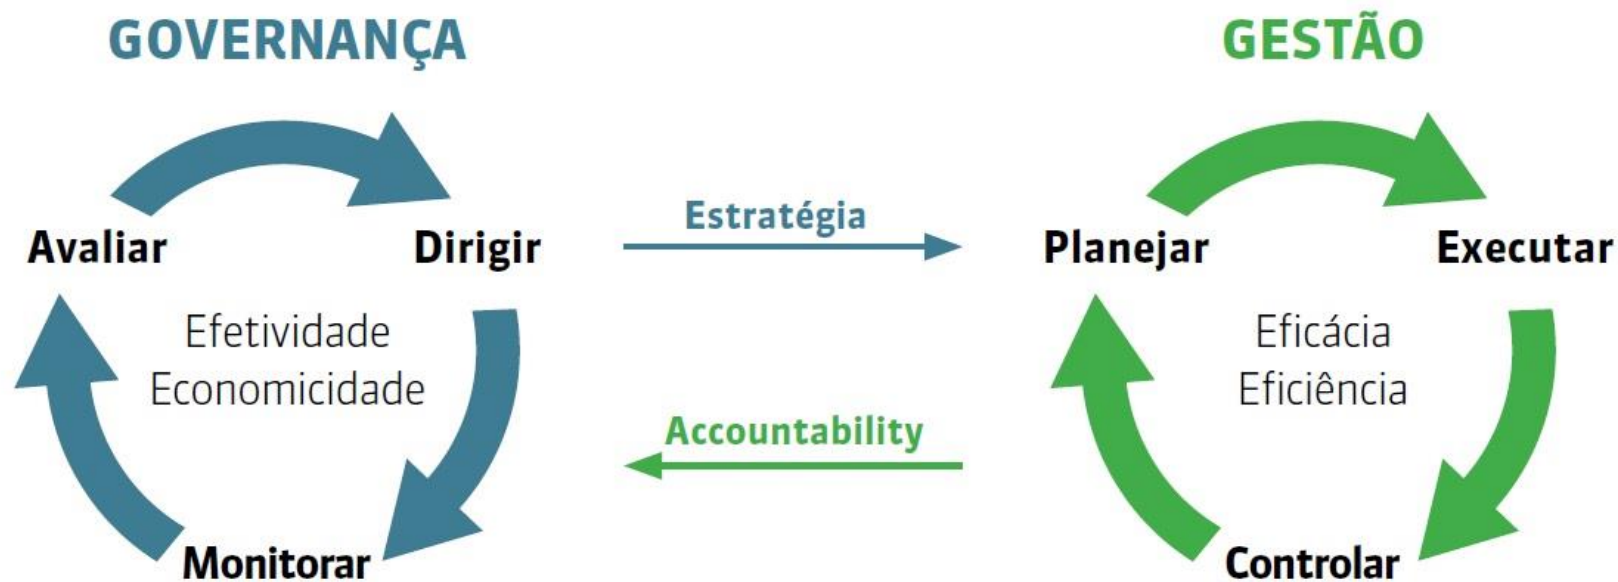 GOVERNANÇA
GESTÃO
Estratégia
Avaliar
Dirigir
Planejar
Executar
Efetividade
Economicidade
Eficácia
Eficiência
Accountability
Monitorar
Controlar